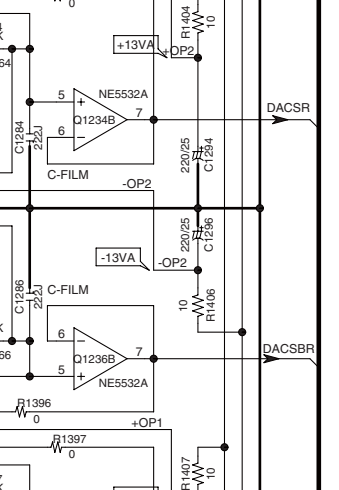 0
R1404
10
+13VA
+OP2
64
DACSR
5
NE5532A
7
Q1234B
6
C1284
222J
220/25
C1294
C-FILM
-OP2
220/25
C1296
-13VA
-OP2
C1286
222J
C-FILM
10
R1406
6
7
Q1236B
DACSBR
66
5
NE5532A
R1396
0
+OP1
R1397
0
R1407
10